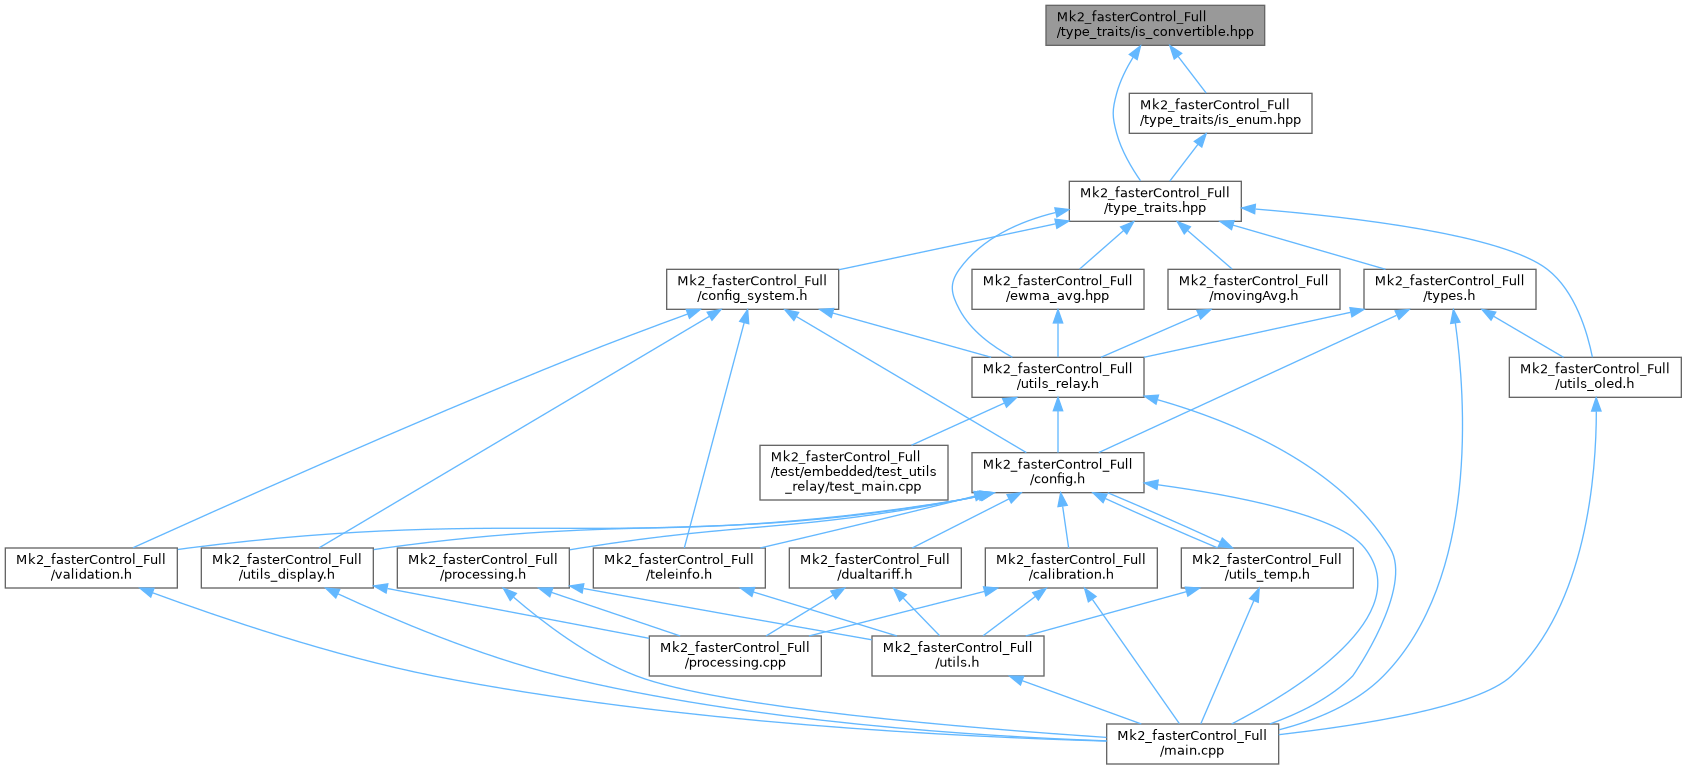 Mk2_fasterControl_Full
/type_traits/is_convertible.hpp
Mk2_fasterControl_Full
/type_traits/is_enum.hpp
Mk2_fasterControl_Full
/type_traits.hpp
Mk2_fasterControl_Full
/config_system.h
Mk2_fasterControl_Full
/ewma_avg.hpp
Mk2_fasterControl_Full
/movingAvg.h
Mk2_fasterControl_Full
/types.h
Mk2_fasterControl_Full
/utils_relay.h
Mk2_fasterControl_Full
/utils_oled.h
Mk2_fasterControl_Full
/test/embedded/test_utils
_relay/test_main.cpp
Mk2_fasterControl_Full
/config.h
Mk2_fasterControl_Full
/validation.h
Mk2_fasterControl_Full
/utils_display.h
Mk2_fasterControl_Full
/processing.h
Mk2_fasterControl_Full
/teleinfo.h
Mk2_fasterControl_Full
/dualtariff.h
Mk2_fasterControl_Full
/calibration.h
Mk2_fasterControl_Full
/utils_temp.h
Mk2_fasterControl_Full
/processing.cpp
Mk2_fasterControl_Full
/utils.h
Mk2_fasterControl_Full
/main.cpp